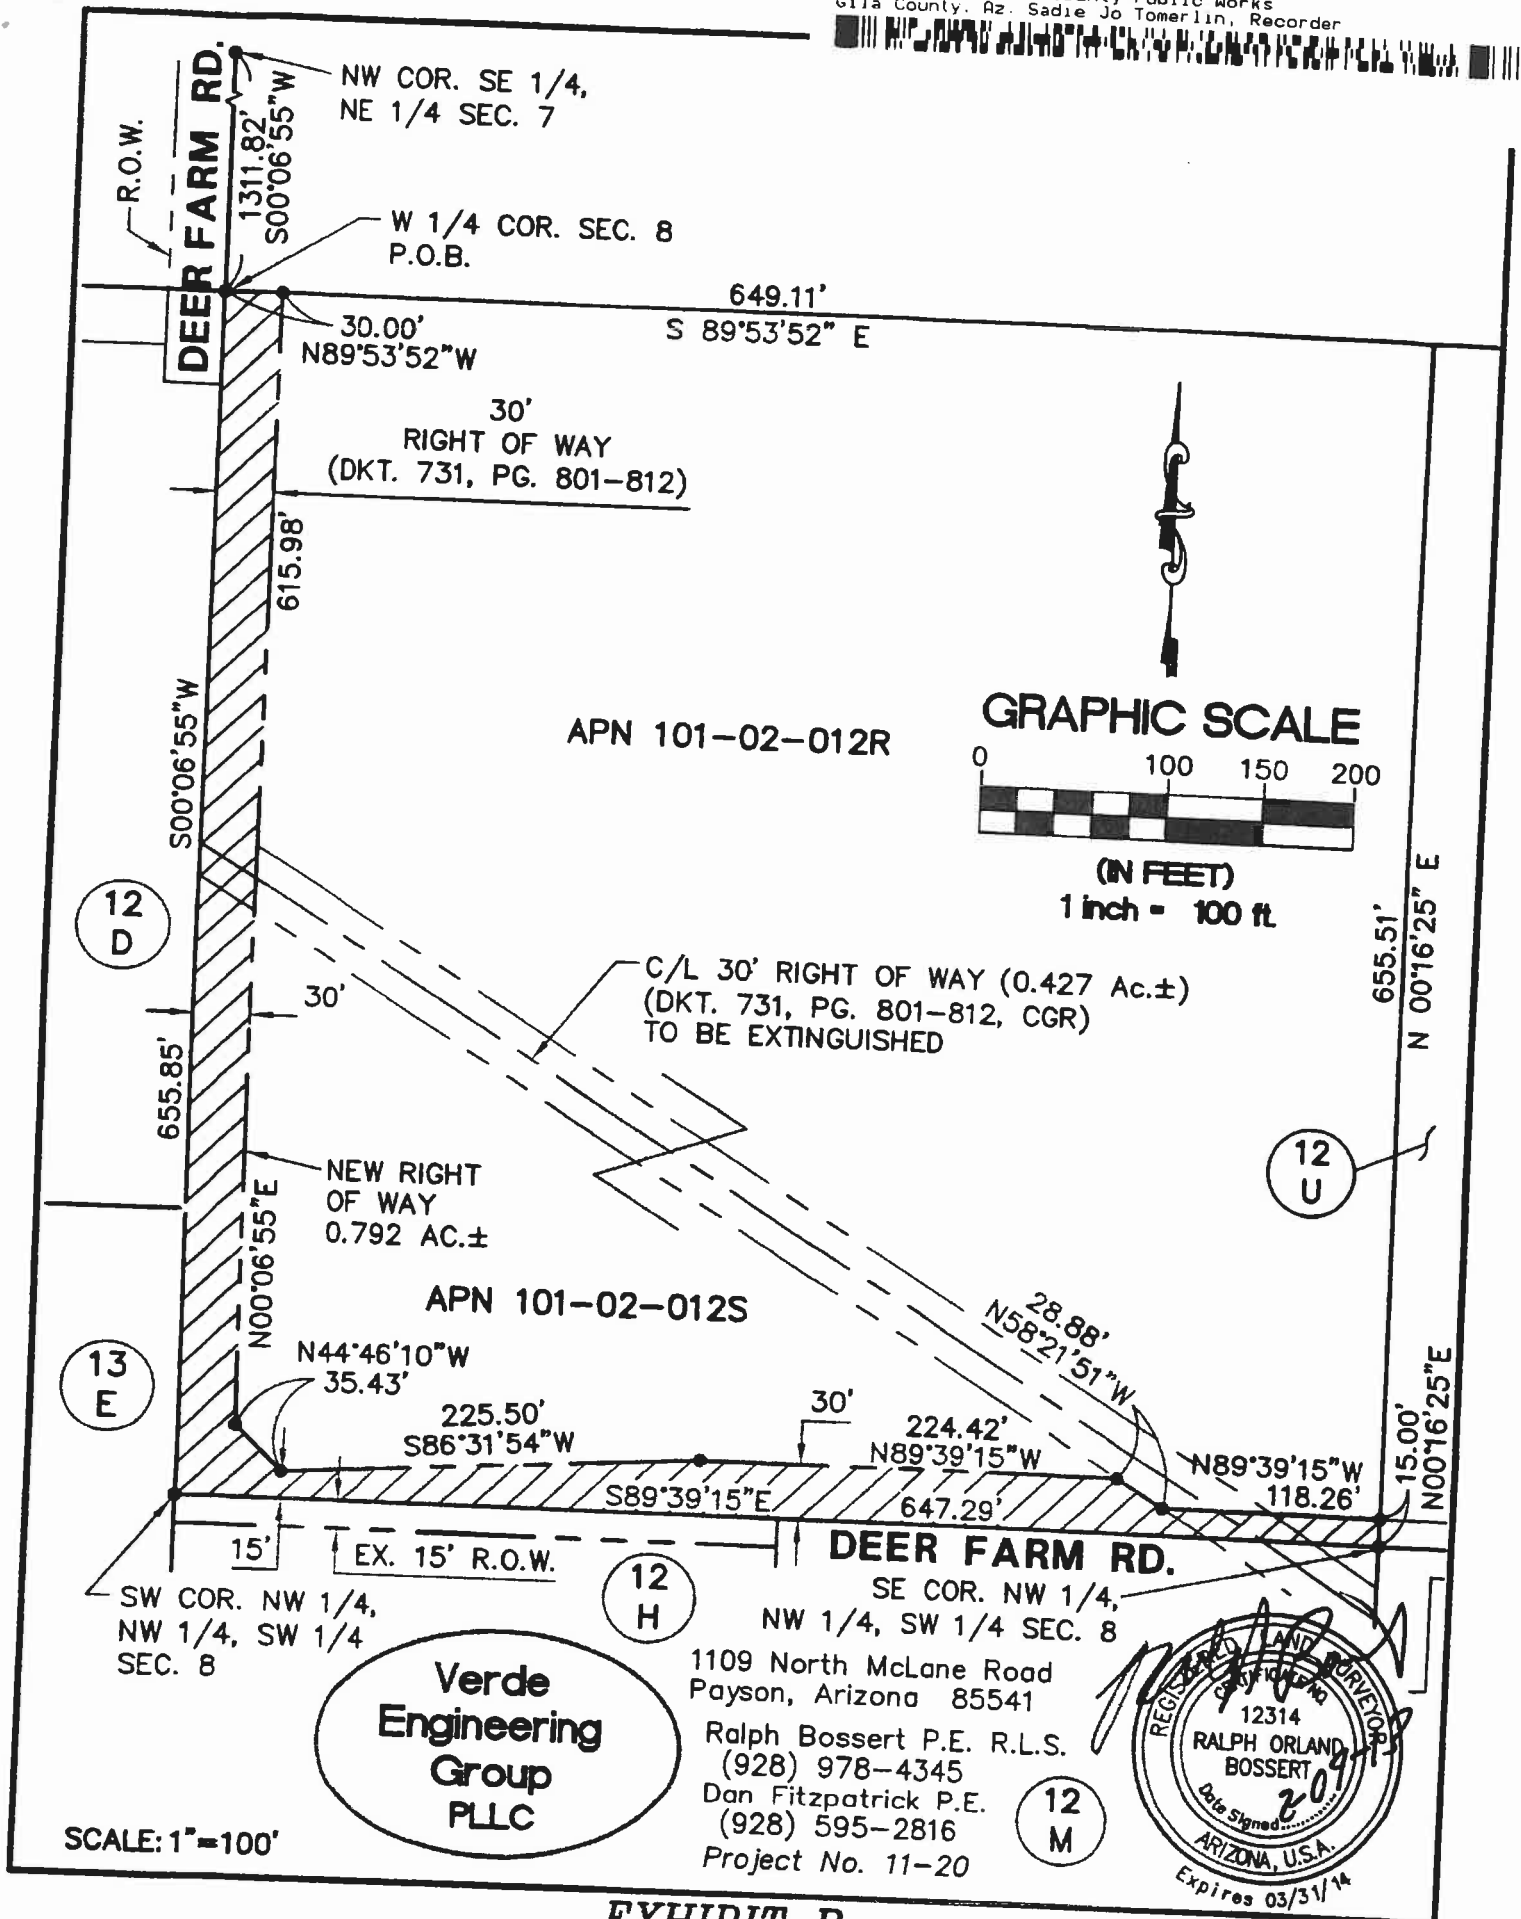 Gila County, Az. Sadie Jo Tomerlin, Recorder
DEER FARM RD.
R.O.W.
1311.82'
S00°06'55"W
NW COR. SE 1/4,
NE 1/4 SEC. 7
W 1/4 COR. SEC. 8
P.O.B.
649.11'
S 89°53'52" E
30.00'
N89°53'52"W
30'
RIGHT OF WAY
(DKT. 731, PG. 801-812)
615.98'
S00°06'55"W
APN 101-02-012R
GRAPHIC SCALE
0 100 150 200
(IN FEET)
1 inch = 100 ft.
12
D
30'
C/L 30' RIGHT OF WAY (0.427 Ac.±)
(DKT. 731, PG. 801-812, CGR)
TO BE EXTINGUISHED
655.51'
N 00°16'25" E
655.85'
NEW RIGHT
OF WAY
0.792 AC.±
N00°06'55"E
12
U
APN 101-02-012S
28.88'
N58°21'51"W
13
E
N44°46'10"W
35.43'
225.50'
S86°31'54"W
30'
224.42'
N89°39'15"W
N89°39'15"W
118.26'
15.00'
N00°16'25"E
S89°39'15"E
647.29'
DEER FARM RD.
15'
EX. 15' R.O.W.
12
H
SE COR. NW 1/4,
NW 1/4, SW 1/4 SEC. 8
SW COR. NW 1/4,
NW 1/4, SW 1/4
SEC. 8
Verde
Engineering
Group
PLLC
1109 North McLane Road
Payson, Arizona 85541
Ralph Bossert P.E. R.L.S.
(928) 978-4345
Dan Fitzpatrick P.E.
(928) 595-2816
Project No. 11-20
12
M
REGISTERED LAND SURVEYOR
CERTIFICATE NO.
12314
RALPH ORLAND
BOSSERT
Date Signed
ARIZONA, U.S.A.
Expires 03/31/14
SCALE: 1"=100'
EXHIBIT B